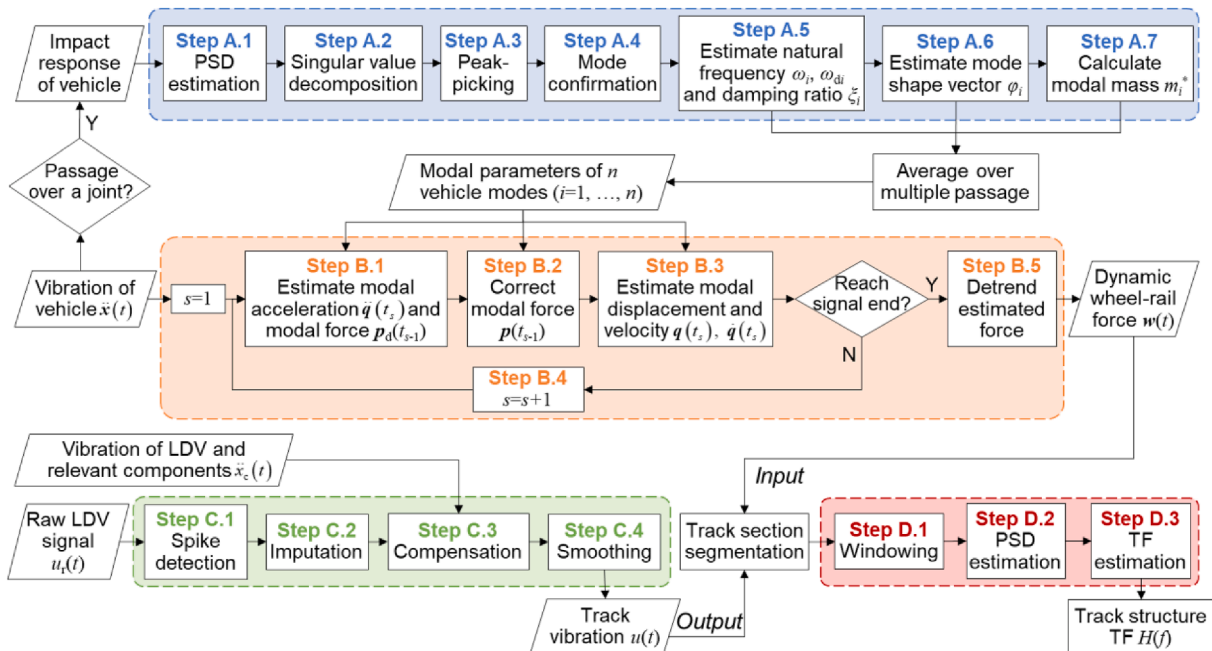 Impact
response
of vehicle
Step A.1
PSD
estimation
Step A.2
Singular value
decomposition
Step A.3
Peak-
picking
Step A.4
Mode
confirmation
Step A.5
Estimate natural
frequency ωᵢ, ω_di
and damping ratio ξᵢ
Step A.6
Estimate mode
shape vector φᵢ
Step A.7
Calculate
modal mass mᵢ*
Y
Passage
over a joint?
Modal parameters of n
vehicle modes (i=1, …, n)
Average over
multiple passage
Vibration of
vehicle ẍ(t)
s=1
Step B.1
Estimate modal
acceleration q̈(tₛ) and
modal force p_d(tₛ₋₁)
Step B.2
Correct
modal force
p(tₛ₋₁)
Step B.3
Estimate modal
displacement and
velocity q(tₛ), q̇(tₛ)
Reach
signal end?
Y
N
Step B.5
Detrend
estimated
force
Dynamic
wheel-rail
force w(t)
Step B.4
s=s+1
Vibration of LDV and
relevant components ẍ_c(t)
Input
Raw LDV
signal
uᵣ(t)
Step C.1
Spike
detection
Step C.2
Imputation
Step C.3
Compensation
Step C.4
Smoothing
Track section
segmentation
Step D.1
Windowing
Step D.2
PSD
estimation
Step D.3
TF
estimation
Track
vibration u(t)
Output
Track structure
TF H(f)